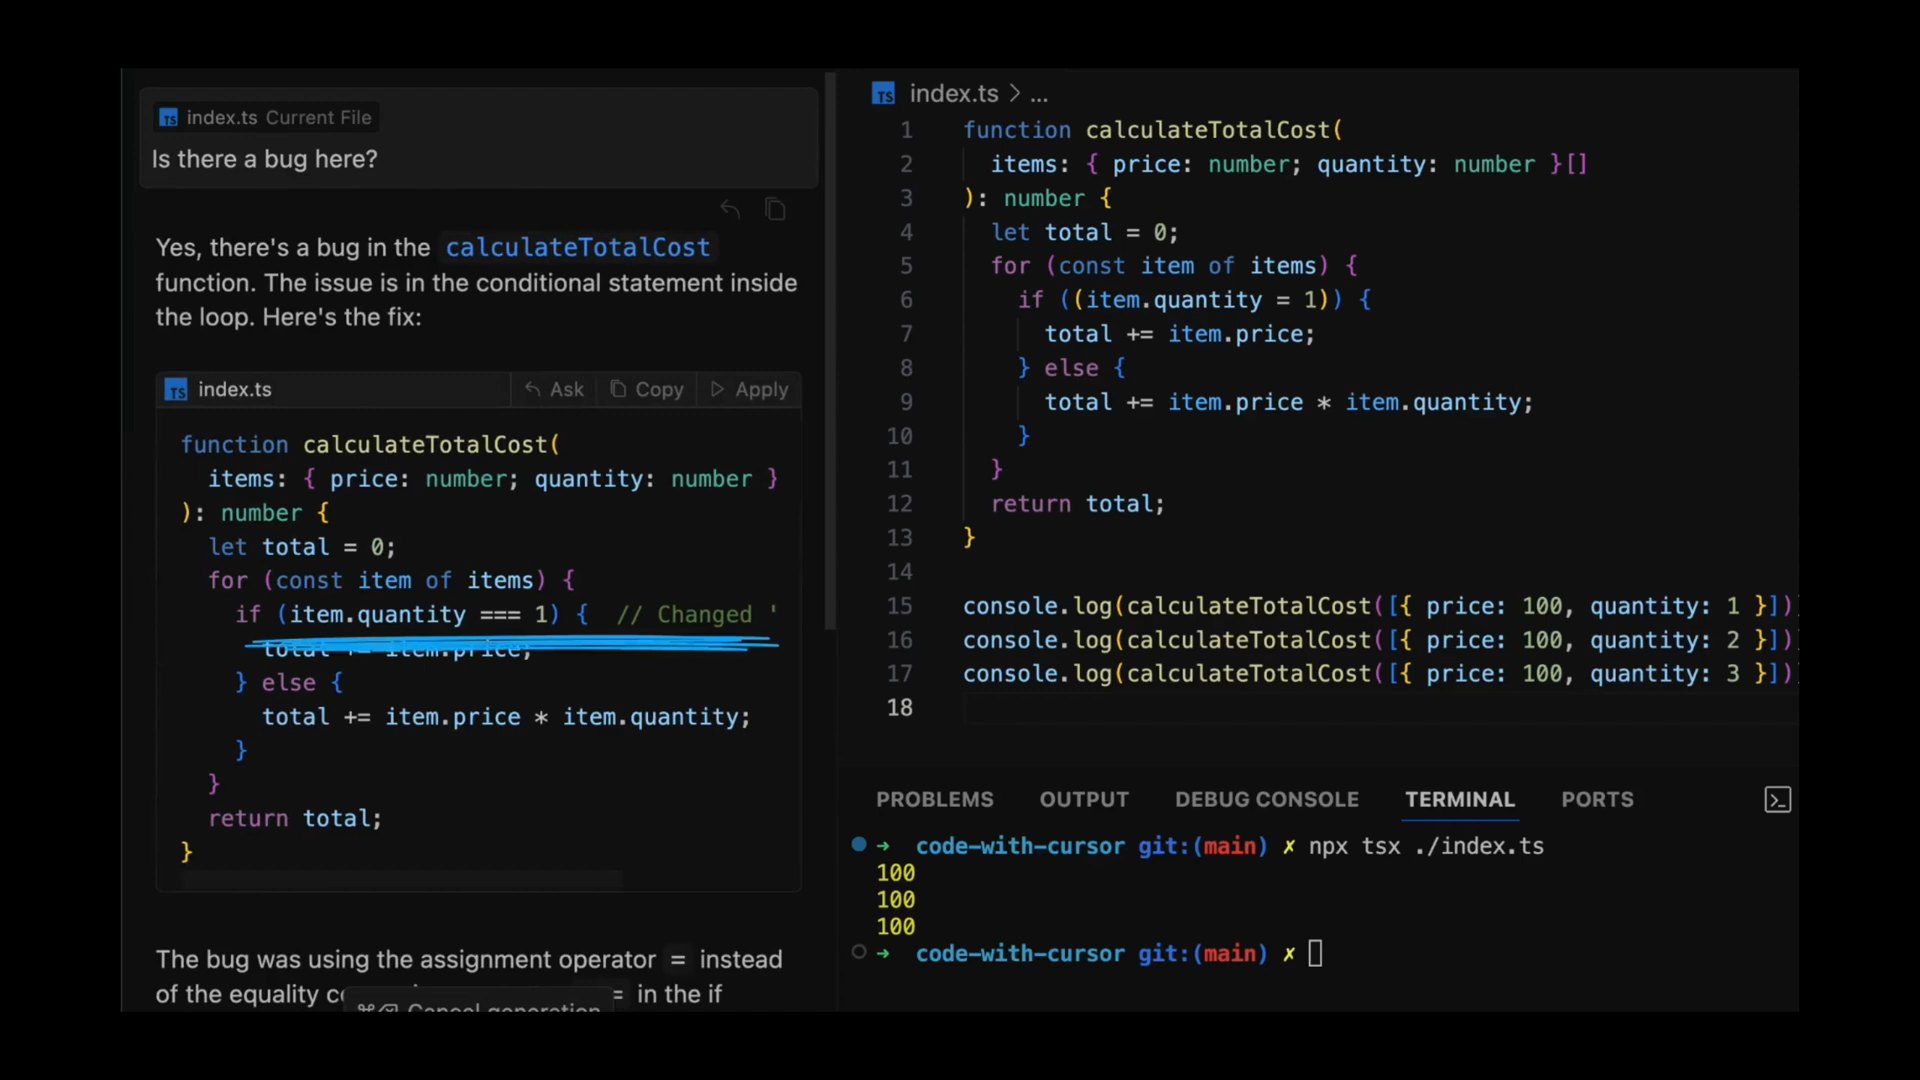 index.ts Current File
Is there a bug here?
Yes, there's a bug in the calculateTotalCost
function. The issue is in the conditional statement inside
the loop. Here's the fix:
index.ts Ask Copy Apply
function calculateTotalCost(
items: { price: number; quantity: number }
): number {
let total = 0;
for (const item of items) {
if (item.quantity === 1) { // Changed '
total += item.price;
} else {
total += item.price * item.quantity;
}
}
return total;
}
The bug was using the assignment operator = instead
of the equality = in the if
Cancel generation
index.ts > ...
1 function calculateTotalCost(
2 items: { price: number; quantity: number }[]
3 ): number {
4 let total = 0;
5 for (const item of items) {
6 if ((item.quantity = 1)) {
7 total += item.price;
8 } else {
9 total += item.price * item.quantity;
10 }
11 }
12 return total;
13 }
14
15 console.log(calculateTotalCost([{ price: 100, quantity: 1 }])
16 console.log(calculateTotalCost([{ price: 100, quantity: 2 }])
17 console.log(calculateTotalCost([{ price: 100, quantity: 3 }])
18
PROBLEMS OUTPUT DEBUG CONSOLE TERMINAL PORTS
➜ code-with-cursor git:(main) ✗ npx tsx ./index.ts
100
100
100
➜ code-with-cursor git:(main) ✗